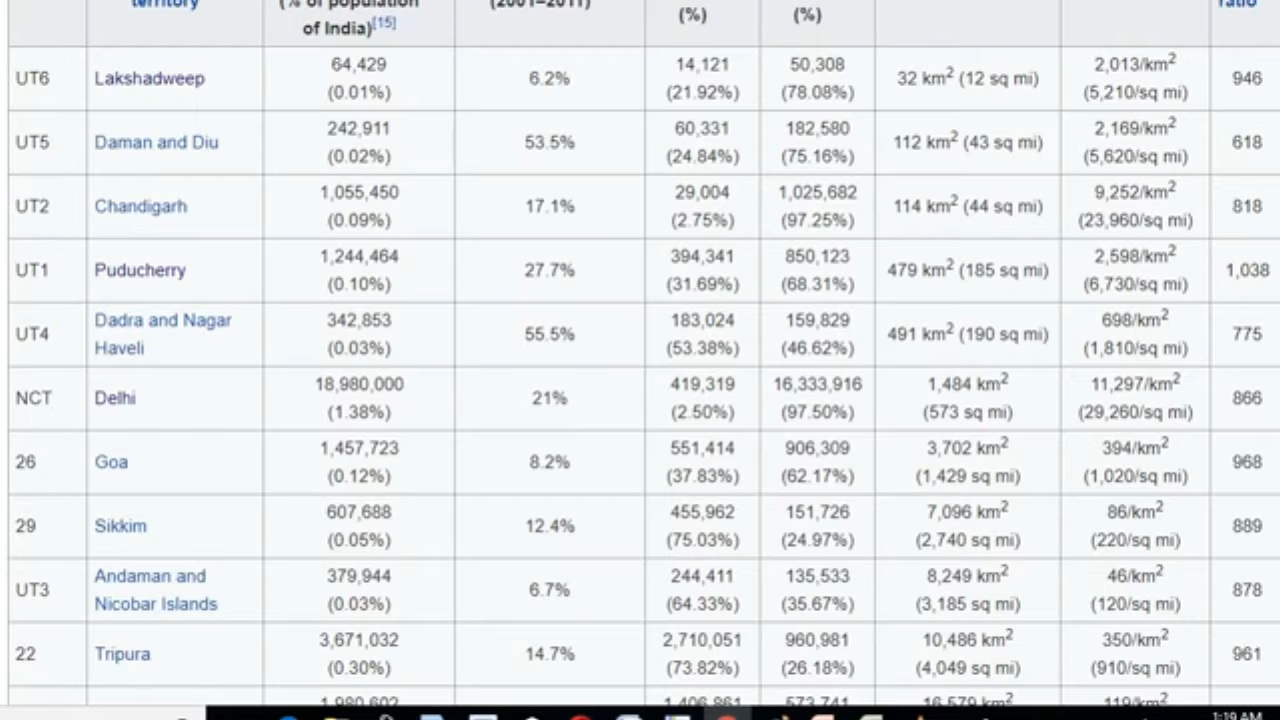 territory (% of population (2001–2011) ratio
of India)[15] (%) (%)
UT6 Lakshadweep 64,429 (0.01%) 6.2% 14,121 (21.92%) 50,308 (78.08%) 32 km2 (12 sq mi) 2,013/km2 (5,210/sq mi) 946
UT5 Daman and Diu 242,911 (0.02%) 53.5% 60,331 (24.84%) 182,580 (75.16%) 112 km2 (43 sq mi) 2,169/km2 (5,620/sq mi) 618
UT2 Chandigarh 1,055,450 (0.09%) 17.1% 29,004 (2.75%) 1,025,682 (97.25%) 114 km2 (44 sq mi) 9,252/km2 (23,960/sq mi) 818
UT1 Puducherry 1,244,464 (0.10%) 27.7% 394,341 (31.69%) 850,123 (68.31%) 479 km2 (185 sq mi) 2,598/km2 (6,730/sq mi) 1,038
UT4 Dadra and Nagar Haveli 342,853 (0.03%) 55.5% 183,024 (53.38%) 159,829 (46.62%) 491 km2 (190 sq mi) 698/km2 (1,810/sq mi) 775
NCT Delhi 18,980,000 (1.38%) 21% 419,319 (2.50%) 16,333,916 (97.50%) 1,484 km2 (573 sq mi) 11,297/km2 (29,260/sq mi) 866
26 Goa 1,457,723 (0.12%) 8.2% 551,414 (37.83%) 906,309 (62.17%) 3,702 km2 (1,429 sq mi) 394/km2 (1,020/sq mi) 968
29 Sikkim 607,688 (0.05%) 12.4% 455,962 (75.03%) 151,726 (24.97%) 7,096 km2 (2,740 sq mi) 86/km2 (220/sq mi) 889
UT3 Andaman and Nicobar Islands 379,944 (0.03%) 6.7% 244,411 (64.33%) 135,533 (35.67%) 8,249 km2 (3,185 sq mi) 46/km2 (120/sq mi) 878
22 Tripura 3,671,032 (0.30%) 14.7% 2,710,051 (73.82%) 960,981 (26.18%) 10,486 km2 (4,049 sq mi) 350/km2 (910/sq mi) 961